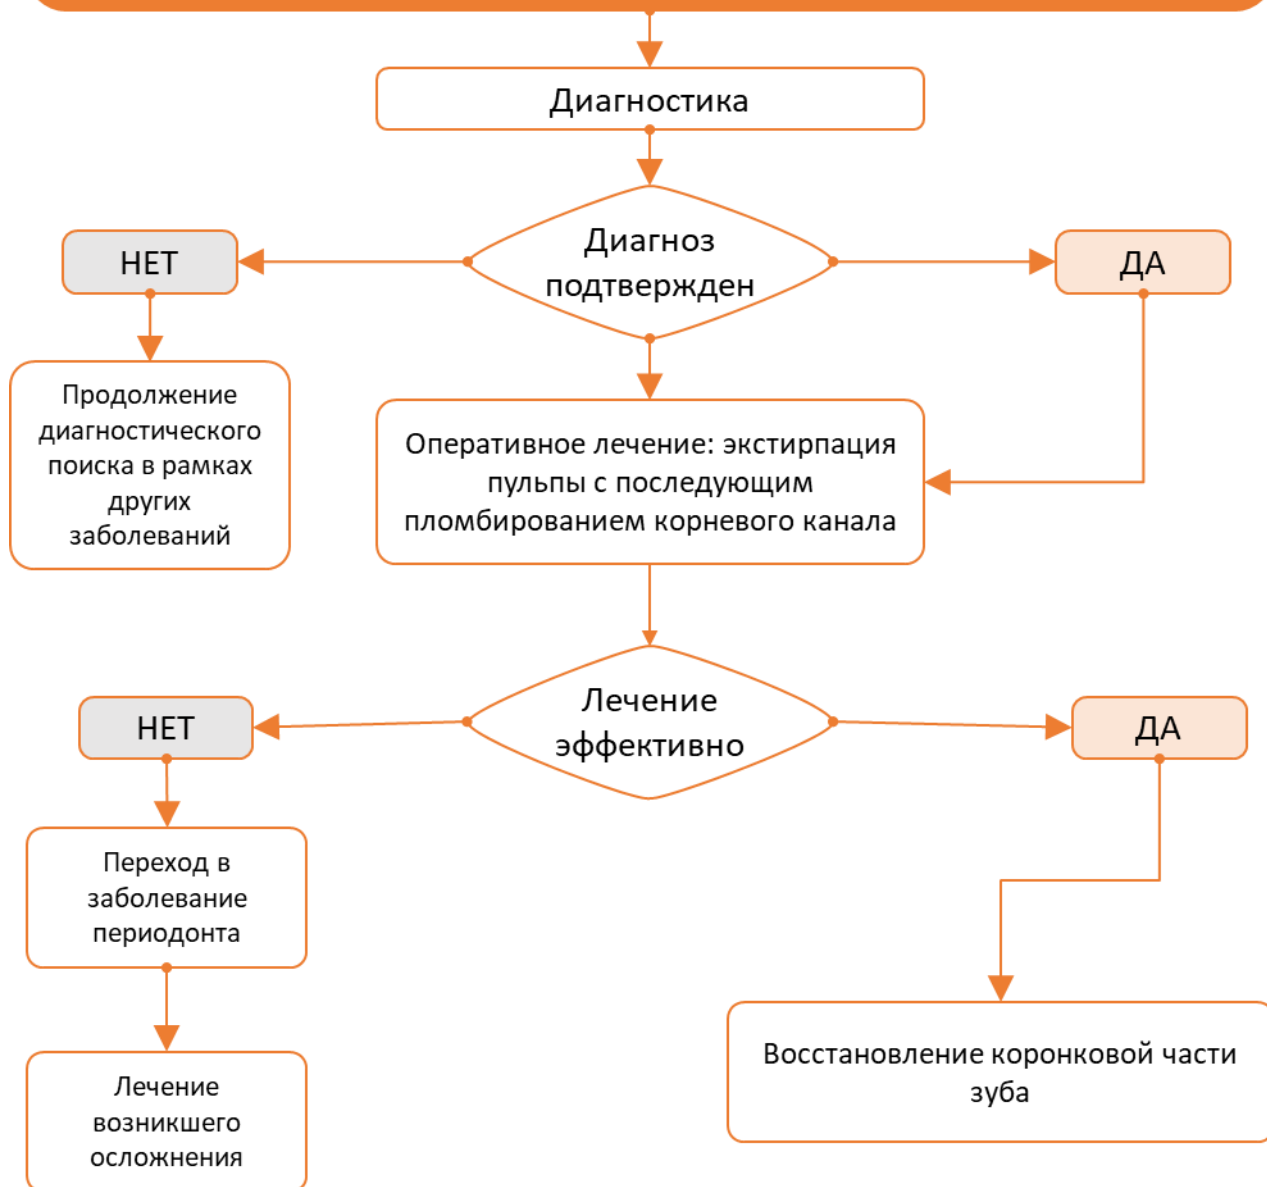 Диагностика
Диагноз
подтвержден
НЕТ
ДА
Продолжение
диагностического
поиска в рамках
других
заболеваний
Оперативное лечение: экстирпация
пульпы с последующим
пломбированием корневого канала
Лечение
эффективно
НЕТ
ДА
Переход в
заболевание
периодонта
Лечение
возникшего
осложнения
Восстановление коронковой части
зуба